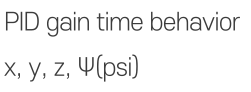 PID gain time behavior
x, y, z, Ψ(psi)